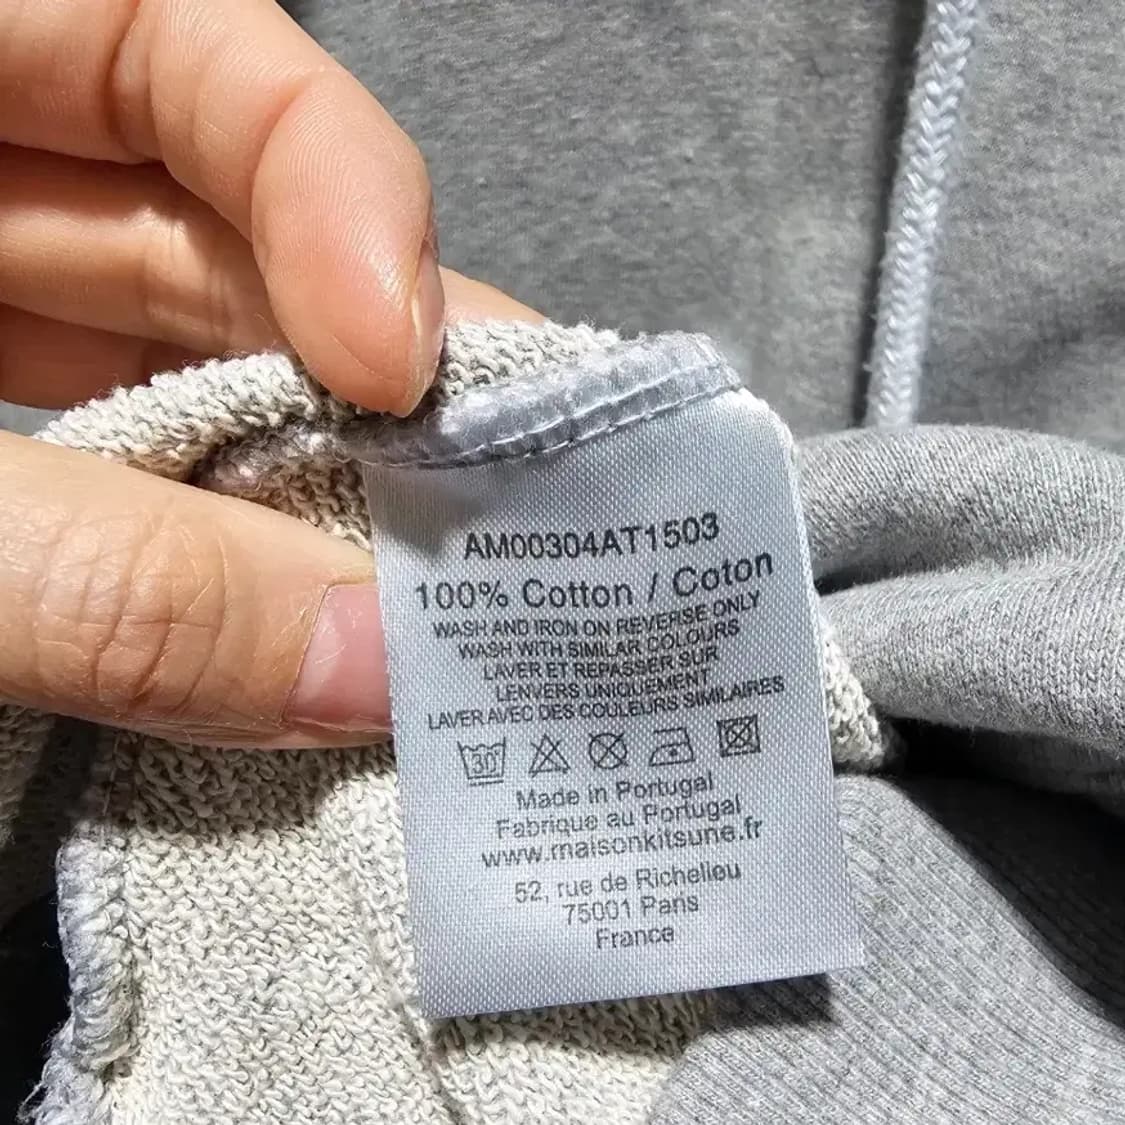 AM00304AT1503
100% Cotton / Coton
WASH AND IRON ON REVERSE ONLY
WASH WITH SIMILAR COLOURS
LAVER ET REPASSER SUR
LENVERS UNIQUEMENT
LAVER AVEC DES COULEURS SIMILAIRES
30°
Made in Portugal
Fabrique au Portugal
www.maisonkitsune.fr
52, rue de Richelieu
75001 Paris
France